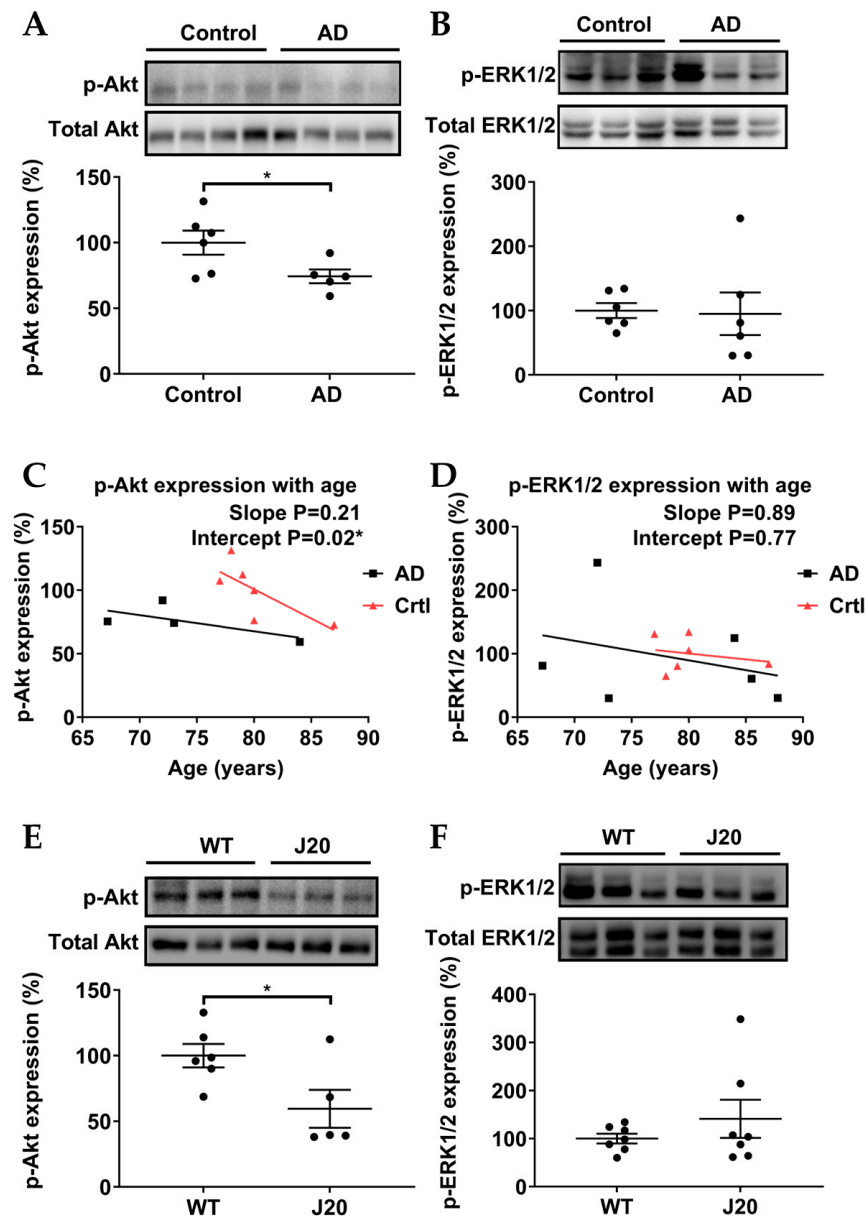 A
Control AD
p-Akt
Total Akt
p-Akt expression (%)
150
*
100
50
0
Control AD
B
Control AD
p-ERK1/2
Total ERK1/2
p-ERK1/2 expression (%)
300
200
100
0
Control AD
C
p-Akt expression with age
Slope P=0.21
Intercept P=0.02*
p-Akt expression (%)
150
100
50
0
AD
Crtl
65 70 75 80 85 90
Age (years)
D
p-ERK1/2 expression with age
Slope P=0.89
Intercept P=0.77
p-ERK1/2 expression (%)
300
200
100
0
AD
Crtl
65 70 75 80 85 90
Age (years)
E
WT J20
p-Akt
Total Akt
p-Akt expression (%)
150
*
100
50
0
WT J20
F
WT J20
p-ERK1/2
Total ERK1/2
p-ERK1/2 expression (%)
400
300
200
100
0
WT J20